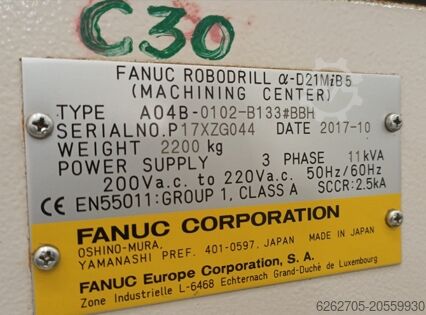 C30
FANUC ROBODRILL α-D21MiB5
(MACHINING CENTER)
TYPE A04B-0102-B133#BBH
SERIAL NO. P17XZG044 DATE 2017-10
WEIGHT 2200 kg
POWER SUPPLY 3 PHASE 11kVA
200Va.c. to 220Va.c. 50Hz/60Hz
CE EN55011:GROUP 1, CLASS A SCCR:2.5kA
FANUC CORPORATION
OSHINO-MURA,
YAMANASHI PREF. 401-0597. JAPAN MADE IN JAPAN
FANUC Europe Corporation, S. A.
Zone Industrielle L-6468 Echternach Grand-Duché de Luxembourg
6262705-20559930